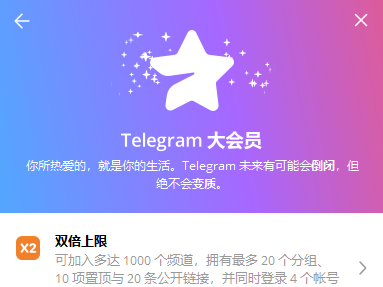 Telegram 大会员
你所热爱的，就是你的生活。Telegram 未来有可能会倒闭，但
绝不会变质。
X2
双倍上限
可加入多达 1000 个频道，拥有最多 20 个分组、
10 项置顶与 20 条公开链接，并同时登录 4 个帐号